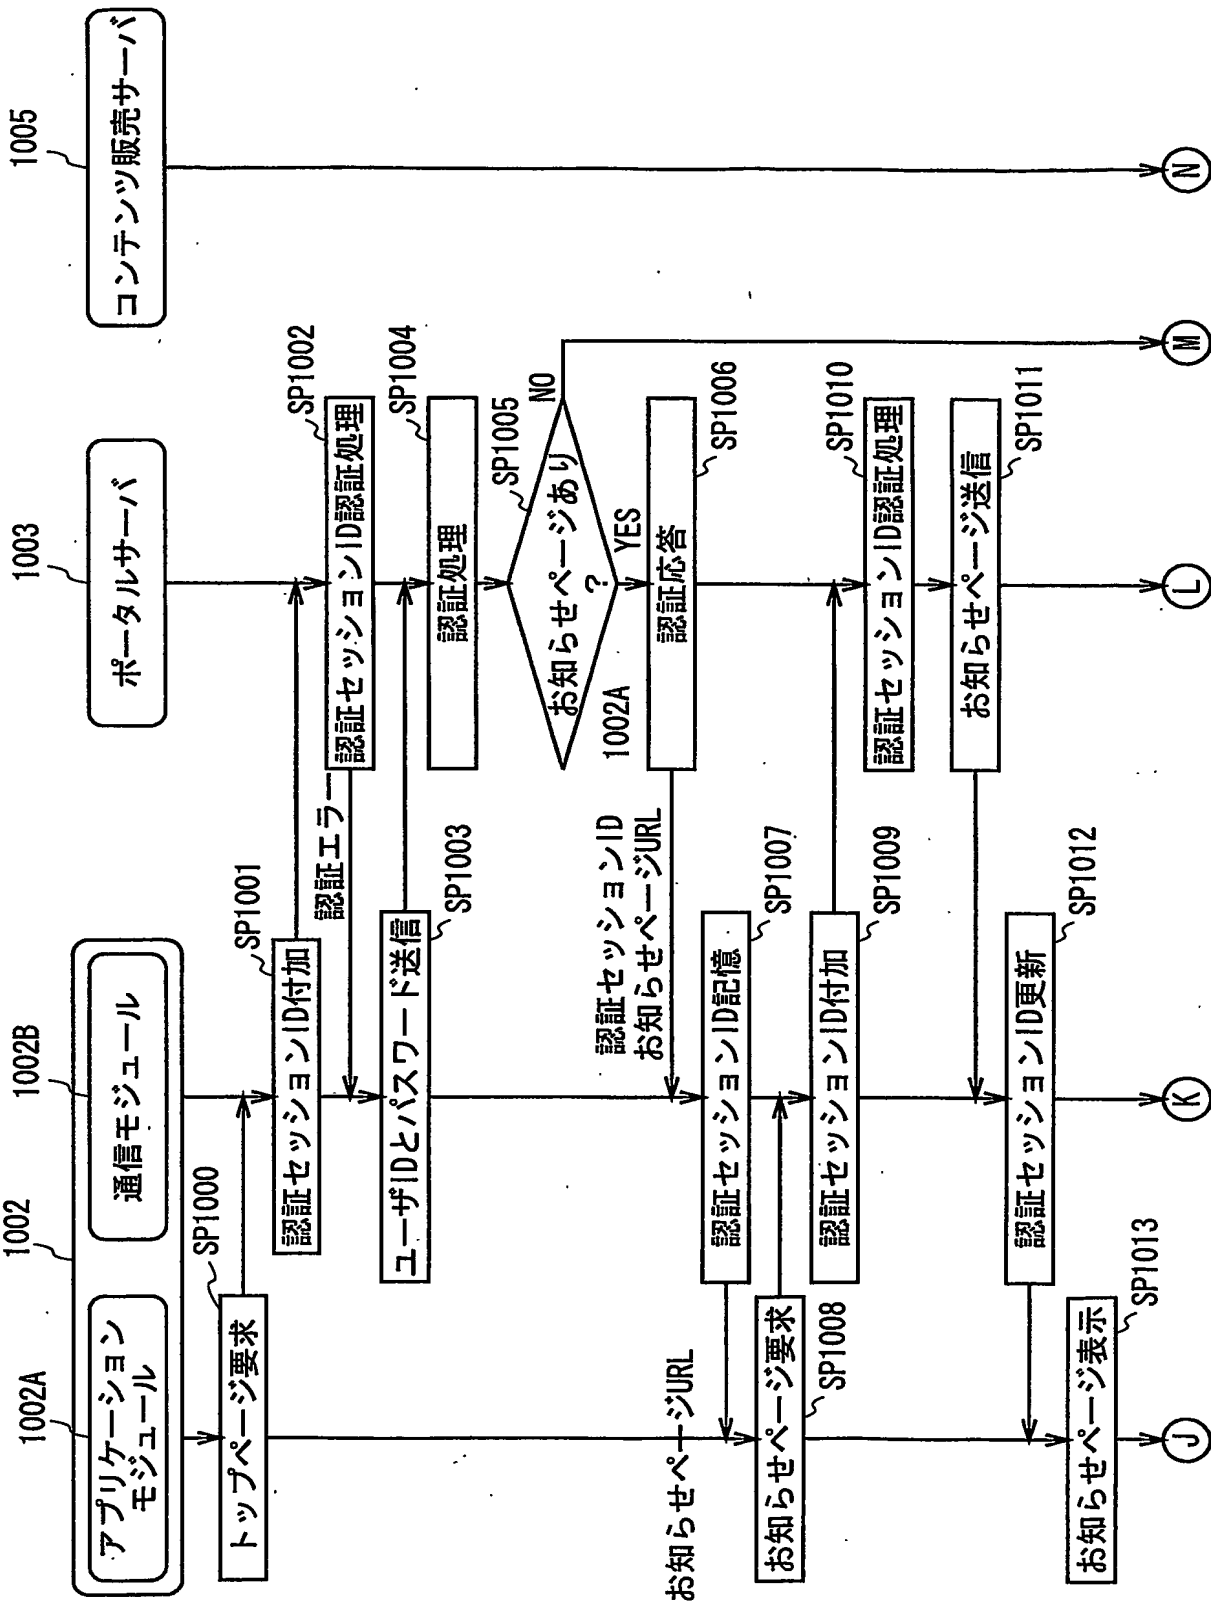 1002
1003
1005
1002A
1002B
アプリケーション
モジュール
通信モジュール
ポータルサーバ
コンテンツ販売サーバ
SP1000
トップページ要求
SP1001
認証セッションID付加
SP1002
認証セッションID認証処理
認証エラー
SP1003
ユーザIDとパスワード送信
SP1004
認証処理
SP1005
お知らせページあり
?
NO
YES
1002A
認証応答
SP1006
認証セッションID
お知らせページURL
認証セッションID記憶
SP1007
お知らせページURL
お知らせページ要求
SP1008
認証セッションID付加
SP1009
SP1010
認証セッションID認証処理
お知らせページ送信
SP1011
認証セッションID更新
SP1012
お知らせページ表示
SP1013
J
K
L
M
N